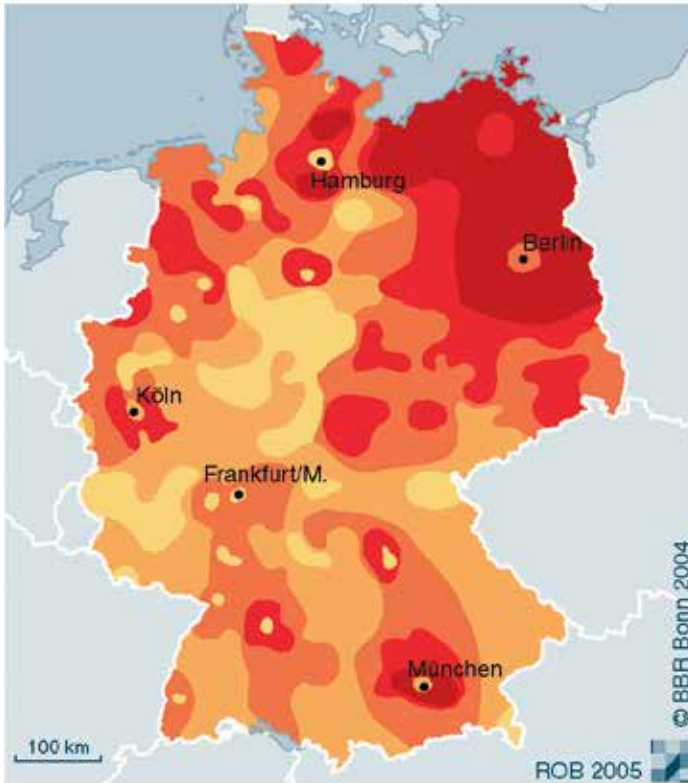 Hamburg
Berlin
Köln
Frankfurt/M.
München
100 km
© BBR Bonn 2004
ROB 2005